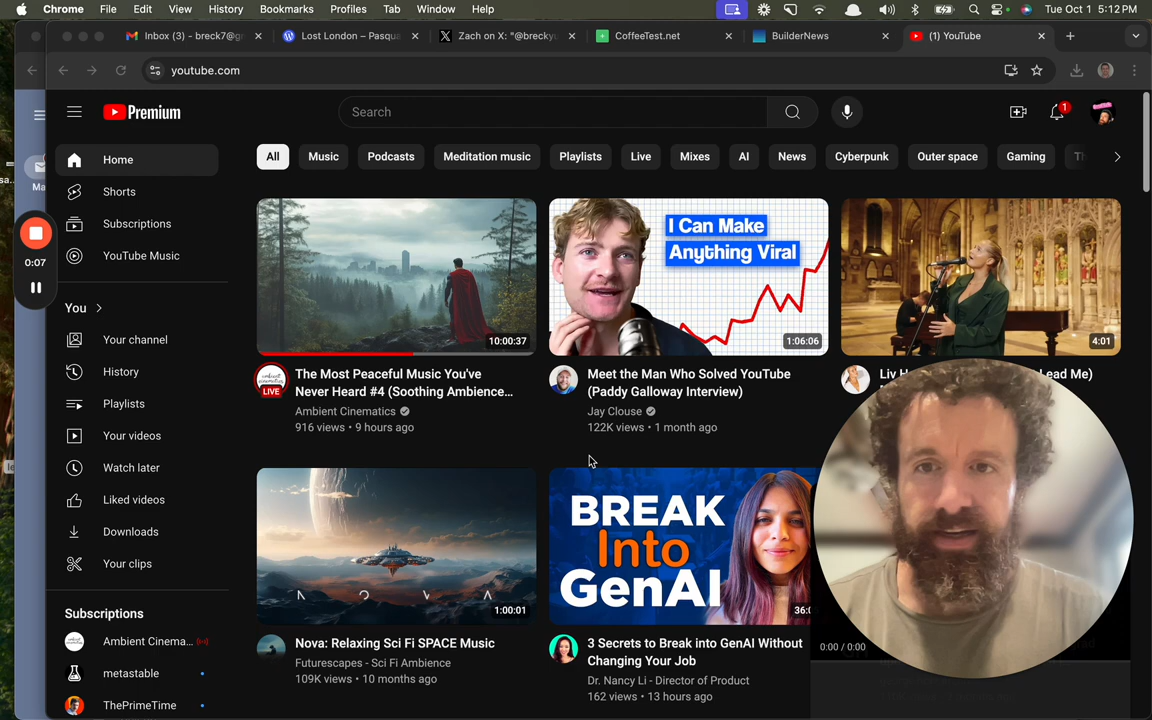 Chrome File Edit View History Bookmarks Profiles Tab Window Help Tue Oct 1 5:12 PM
Inbox (3) - breck7@gr
Lost London – Pasqua
Zach on X: "@brecky
CoffeeTest.net
BuilderNews
(1) YouTube
youtube.com
Premium
Search
1
Home
Shorts
Subscriptions
YouTube Music
You
Your channel
History
Playlists
Your videos
Watch later
Liked videos
Downloads
Your clips
Subscriptions
Ambient Cinema...
metastable
ThePrimeTime
0:07
Ma
All Music Podcasts Meditation music Playlists Live Mixes AI News Cyberpunk Outer space Gaming
10:00:37
LIVE
The Most Peaceful Music You've
Never Heard #4 (Soothing Ambience...
Ambient Cinematics
916 views • 9 hours ago
I Can Make
Anything Viral
1:06:06
Meet the Man Who Solved YouTube
(Paddy Galloway Interview)
Jay Clouse
122K views • 1 month ago
4:01
Liv
Lead Me)
NOVA
1:00:01
Nova: Relaxing Sci Fi SPACE Music
Futurescapes - Sci Fi Ambience
109K views • 10 months ago
BREAK
Into
GenAI
36:0
3 Secrets to Break into GenAI Without
Changing Your Job
Dr. Nancy Li - Director of Product
162 views • 13 hours ago
0:00 / 0:00